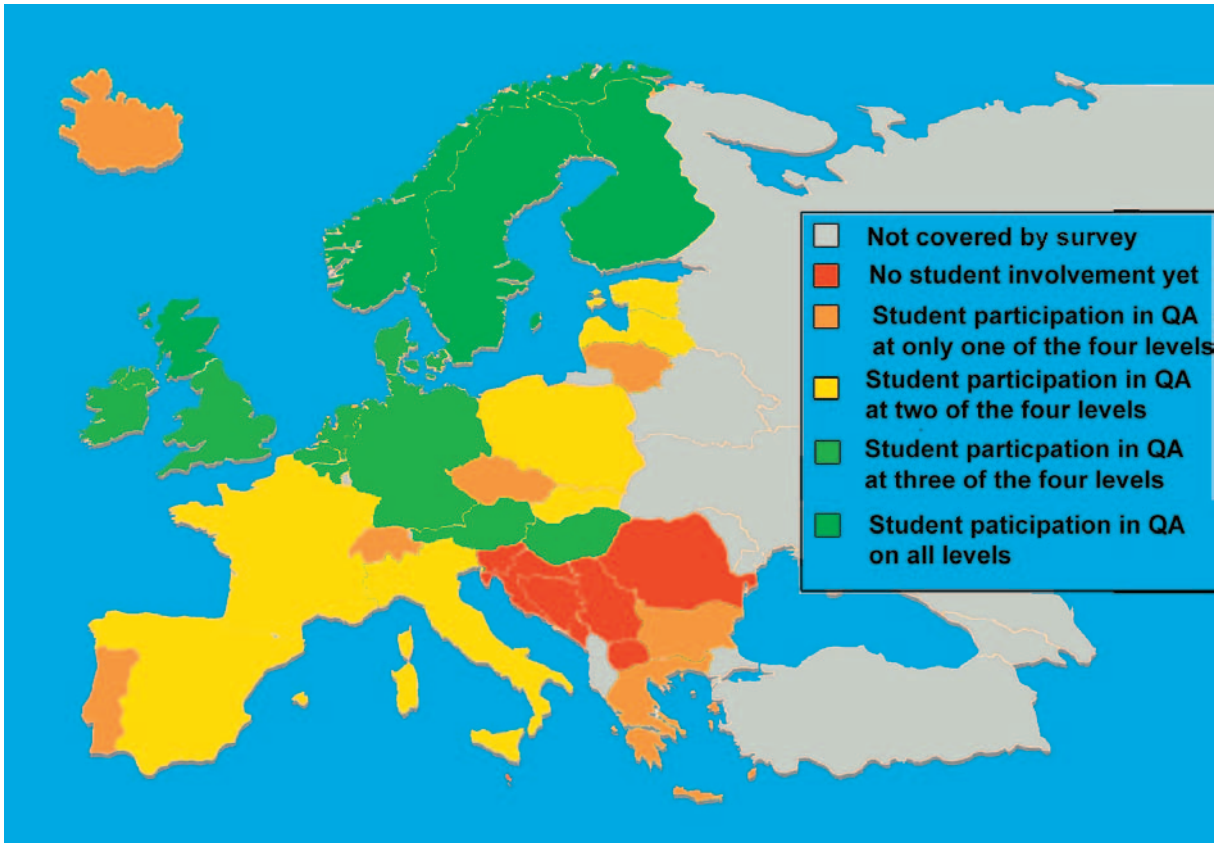 Not covered by survey
No student involvement yet
Student participation in QA
at only one of the four levels
Student participation in QA
at two of the four levels
Student particpation in QA
at three of the four levels
Student paticipation in QA
on all levels